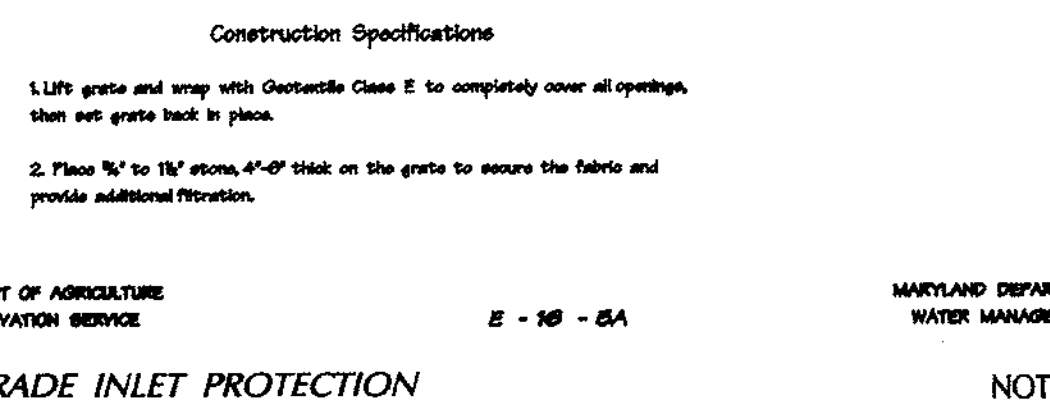 Construction Specifications
1. Lift grate and wrap with Geotextile Class E to completely cover all openings,
then set grate back in place.
2. Place ¾" to 1½" stone, 4"-6" thick on the grate to secure the fabric and
provide additional filtration.
T OF AGRICULTURE
VATION SERVICE
E - 16 - 5A
MARYLAND DEPAR
WATER MANAGE
RADE INLET PROTECTION
NOT